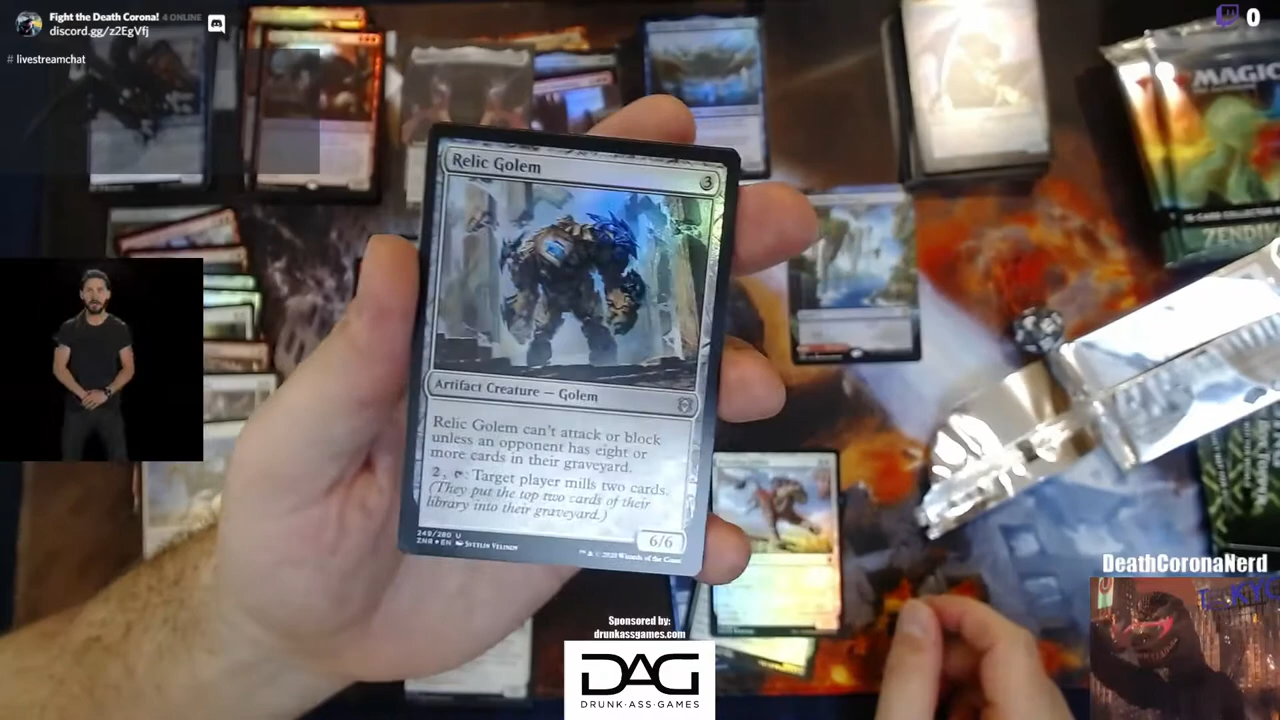 Fight the Death Corona! 4 ONLINE
discord.gg/z2EgVfj
# livestreamchat
0
MAGIC
ZENDIK
Relic Golem
3
Artifact Creature — Golem
Relic Golem can't attack or block
unless an opponent has eight or
more cards in their graveyard.
2, T: Target player mills two cards.
(They put the top two cards of their
library into their graveyard.)
6/6
249/280 U
ZNR EN Svetlin Velinov
™ & © 2020 Wizards of the Coast
DeathCoronaNerd
Sponsored by:
drunkassgames.com
DAG
DRUNK·ASS·GAMES